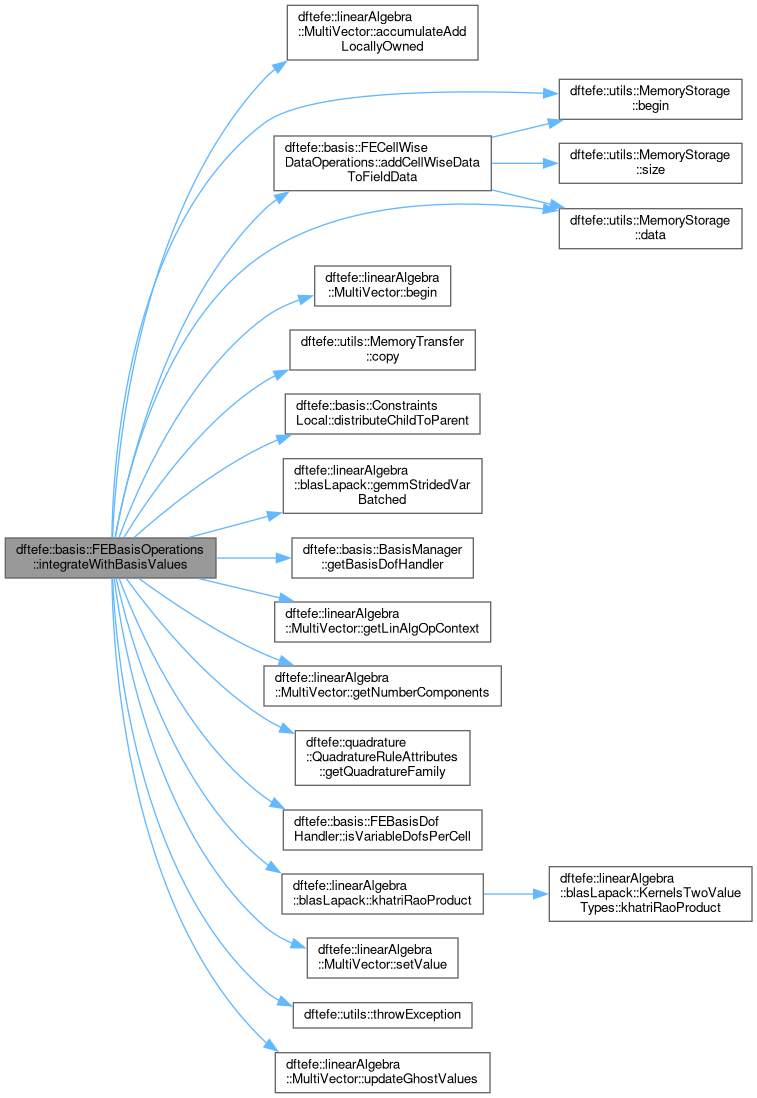 dftefe::linearAlgebra
::MultiVector::accumulateAdd
LocallyOwned
dftefe::utils::MemoryStorage
::begin
dftefe::basis::FECellWise
DataOperations::addCellWiseData
ToFieldData
dftefe::utils::MemoryStorage
::size
dftefe::utils::MemoryStorage
::data
dftefe::linearAlgebra
::MultiVector::begin
dftefe::utils::MemoryTransfer
::copy
dftefe::basis::Constraints
Local::distributeChildToParent
dftefe::linearAlgebra
::blasLapack::gemmStridedVar
Batched
dftefe::basis::FEBasisOperations
::integrateWithBasisValues
dftefe::basis::BasisManager
::getBasisDofHandler
dftefe::linearAlgebra
::MultiVector::getLinAlgOpContext
dftefe::linearAlgebra
::MultiVector::getNumberComponents
dftefe::quadrature
::QuadratureRuleAttributes
::getQuadratureFamily
dftefe::basis::FEBasisDof
Handler::isVariableDofsPerCell
dftefe::linearAlgebra
::blasLapack::khatriRaoProduct
dftefe::linearAlgebra
::blasLapack::KernelsTwoValue
Types::khatriRaoProduct
dftefe::linearAlgebra
::MultiVector::setValue
dftefe::utils::throwException
dftefe::linearAlgebra
::MultiVector::updateGhostValues